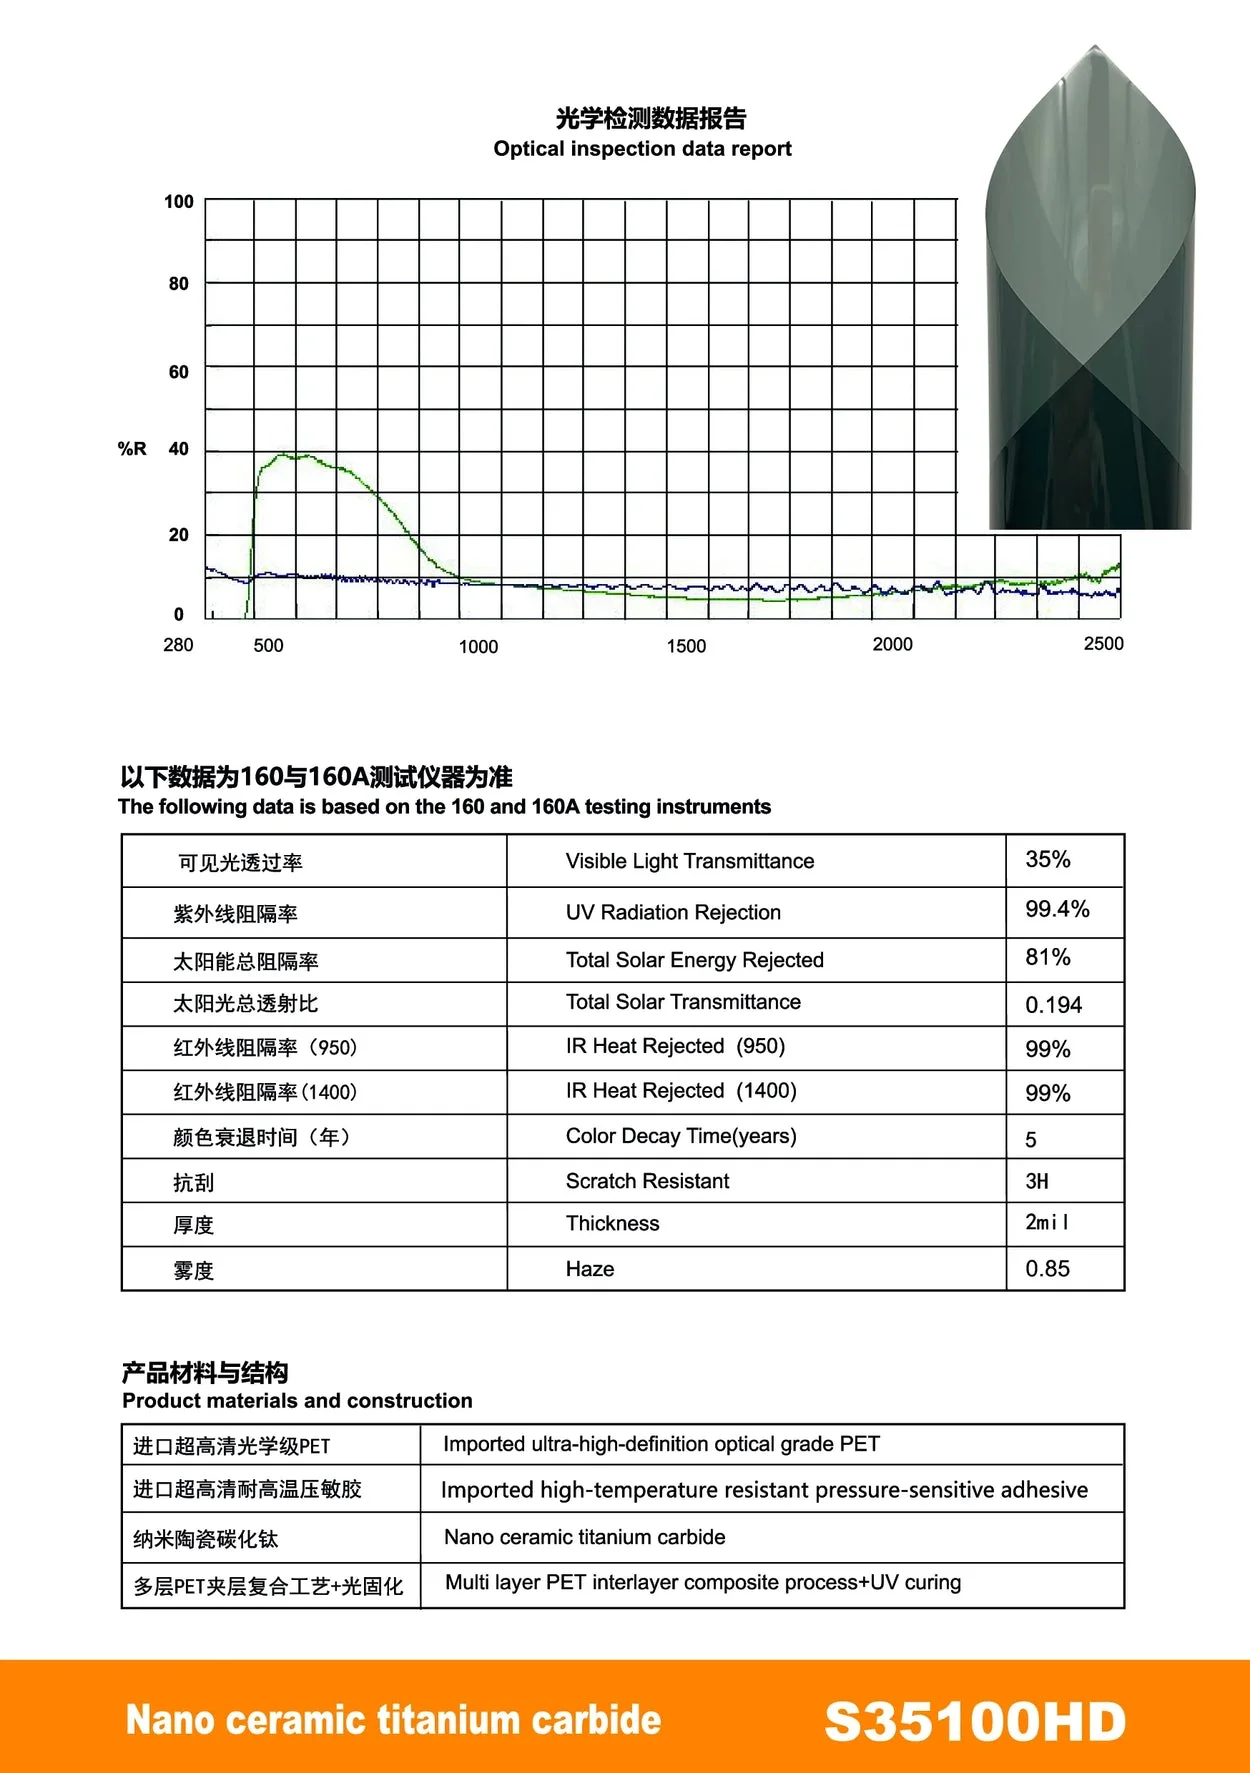 光学检测数据报告
Optical inspection data report
100
80
60
%R 40
20
0
280 500 1000 1500 2000 2500
以下数据为160与160A测试仪器为准
The following data is based on the 160 and 160A testing instruments
可见光透过率 Visible Light Transmittance 35%
紫外线阻隔率 UV Radiation Rejection 99.4%
太阳能总阻隔率 Total Solar Energy Rejected 81%
太阳光总透射比 Total Solar Transmittance 0.194
红外线阻隔率（950） IR Heat Rejected (950) 99%
红外线阻隔率(1400) IR Heat Rejected (1400) 99%
颜色衰退时间（年） Color Decay Time(years) 5
抗刮 Scratch Resistant 3H
厚度 Thickness 2mil
雾度 Haze 0.85
产品材料与结构
Product materials and construction
进口超高清光学级PET Imported ultra-high-definition optical grade PET
进口超高清耐高温压敏胶 Imported high-temperature resistant pressure-sensitive adhesive
纳米陶瓷碳化钛 Nano ceramic titanium carbide
多层PET夹层复合工艺+光固化 Multi layer PET interlayer composite process+UV curing
Nano ceramic titanium carbide S35100HD